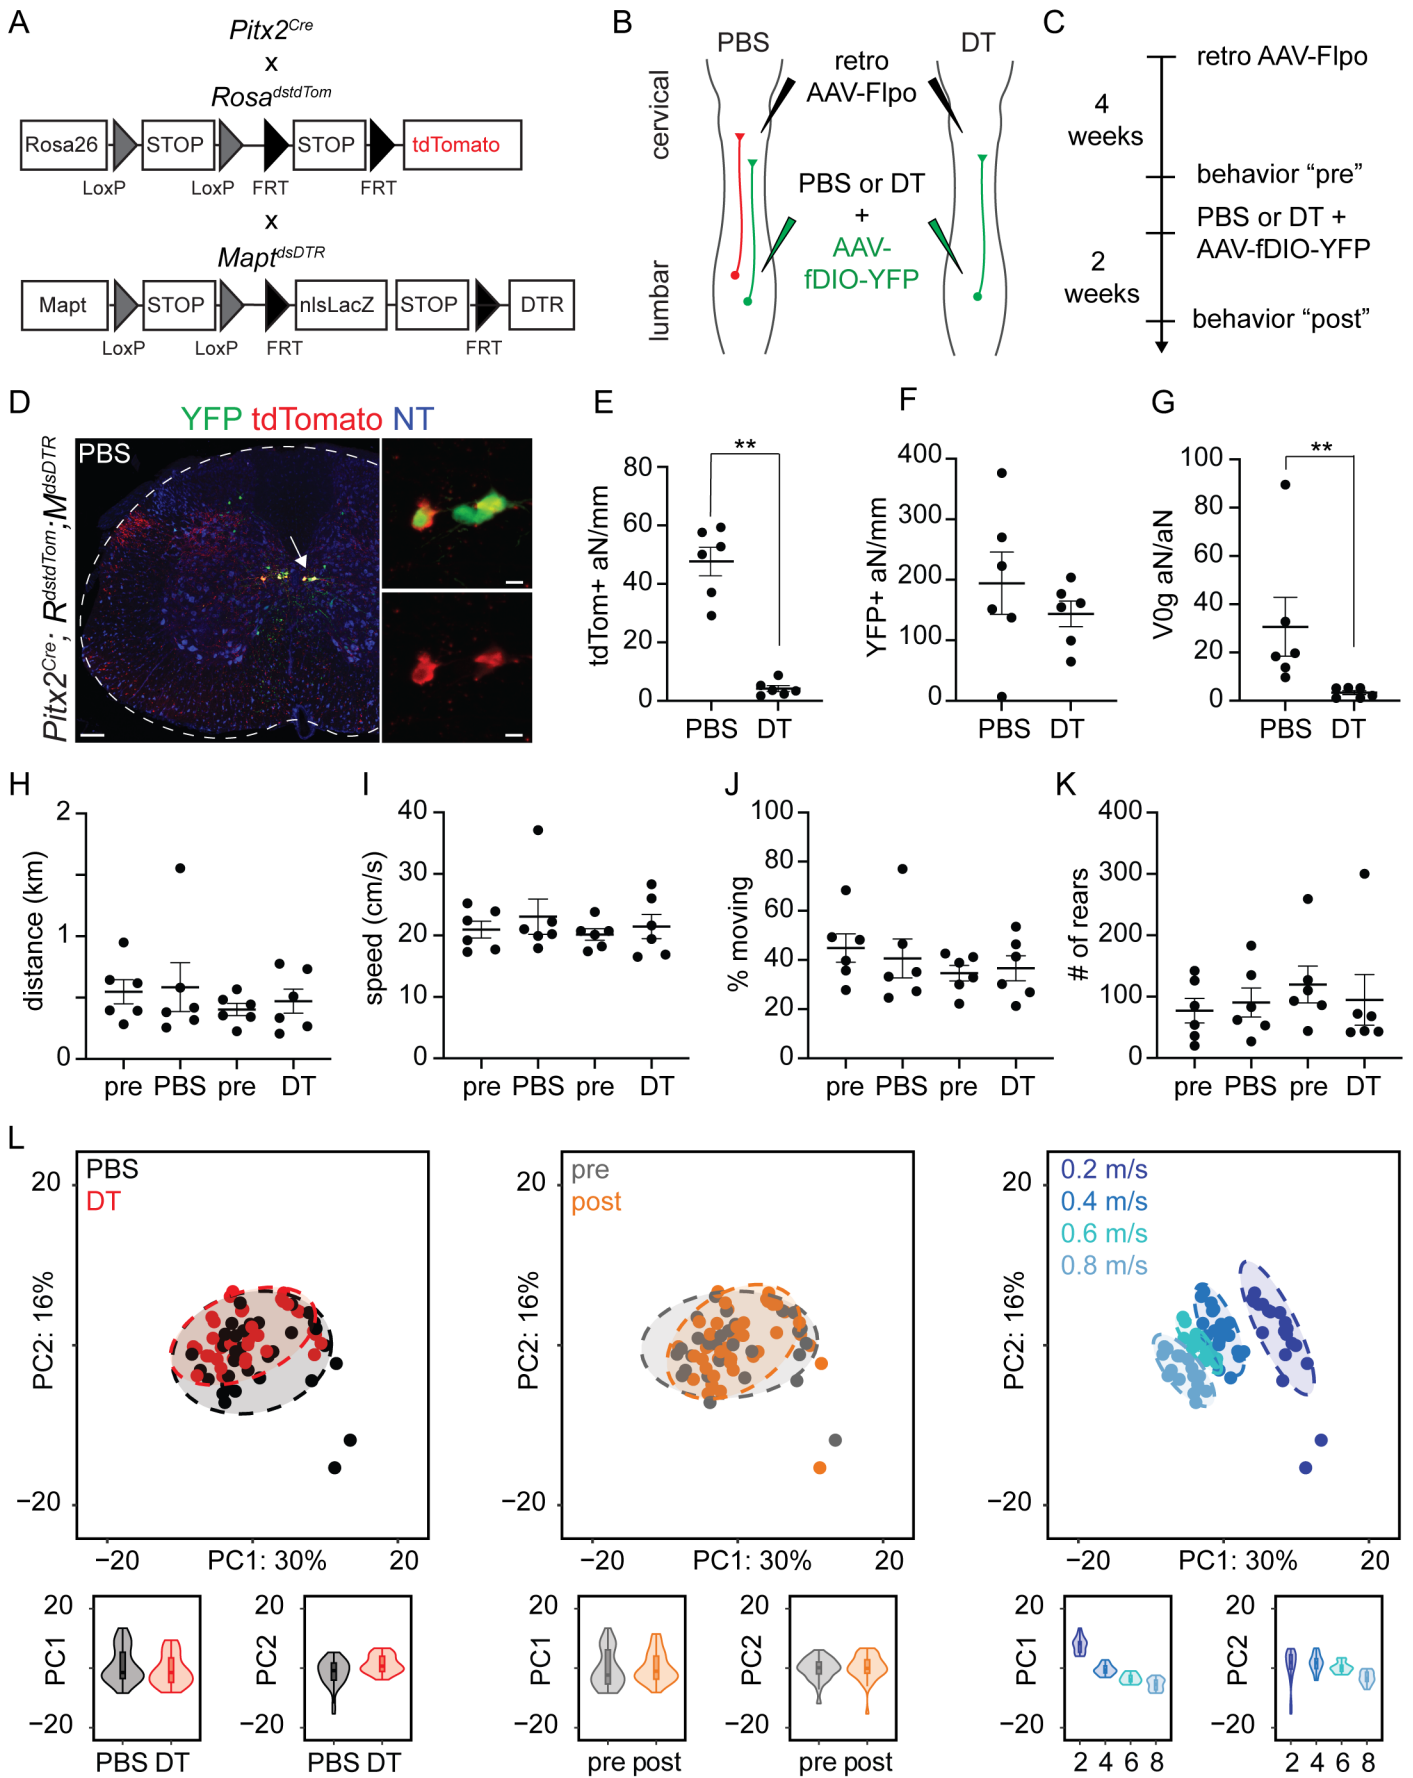 A
Pitx2Cre
x
RosadstdTom
Rosa26 STOP STOP tdTomato
LoxP LoxP FRT FRT
x
MaptdsDTR
Mapt STOP nlsLacZ STOP DTR
LoxP LoxP FRT FRT
B
PBS DT
cervical
lumbar
retro
AAV-Flpo
PBS or DT
+
AAV-
fDIO-YFP
C
retro AAV-Flpo
4
weeks
behavior “pre”
PBS or DT +
AAV-fDIO-YFP
2
weeks
behavior “post”
D
YFP tdTomato NT
Pitx2Cre; RdstdTom;MdsDTR
PBS
E
**
tdTom+ aN/mm
80
60
40
20
0
PBS DT
F
YFP+ aN/mm
400
300
200
100
0
PBS DT
G
**
V0g aN/aN
100
80
60
40
20
0
PBS DT
H
distance (km)
2
1
0
pre PBS pre DT
I
speed (cm/s)
40
30
20
10
0
pre PBS pre DT
J
% moving
100
80
60
40
20
0
pre PBS pre DT
K
# of rears
400
300
200
100
0
pre PBS pre DT
L
PBS
DT
20
PC2: 16%
−20
−20 PC1: 30% 20
pre
post
20
PC2: 16%
−20
−20 PC1: 30% 20
0.2 m/s
0.4 m/s
0.6 m/s
0.8 m/s
20
PC2: 16%
−20
−20 PC1: 30% 20
20
PC1
−20
PBS DT
20
PC2
−20
PBS DT
20
PC1
−20
pre post
20
PC2
−20
pre post
20
PC1
−20
2 4 6 8
20
PC2
−20
2 4 6 8